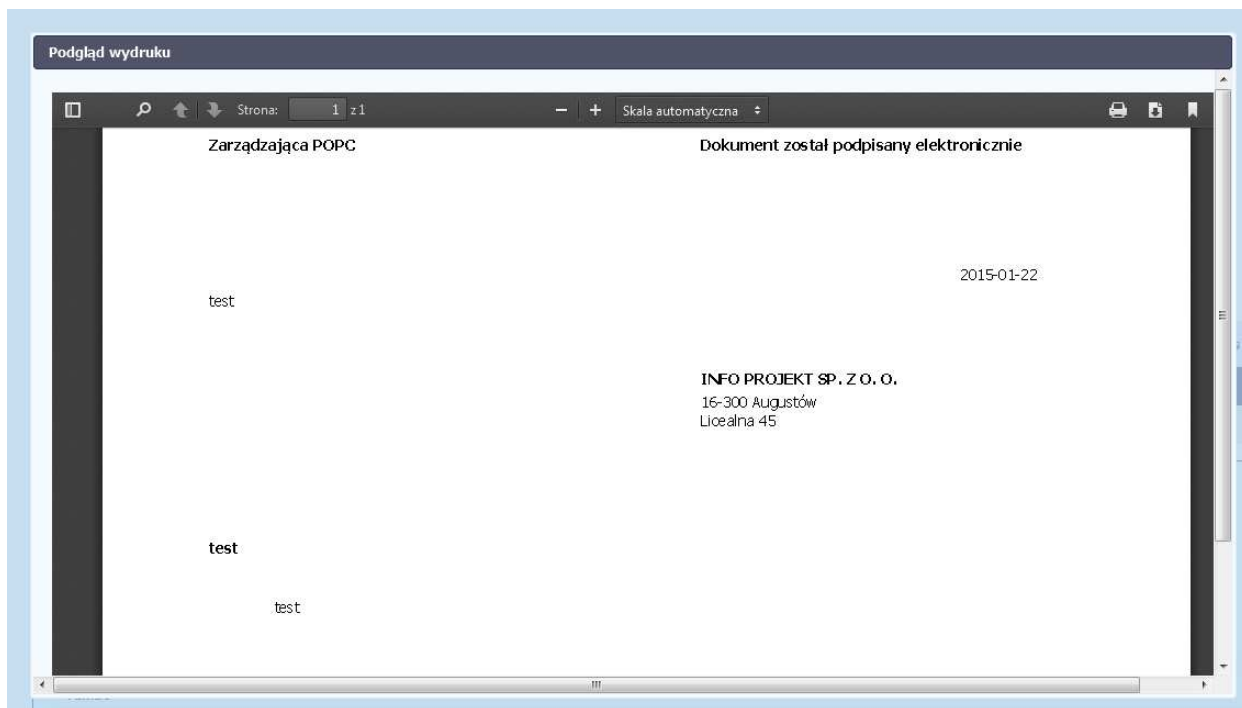 Podgląd wydruku
Strona: 1 z 1 Skala automatyczna
Zarządzająca POPC Dokument został podpisany elektronicznie
2015-01-22
test
INFO PROJEKT SP. Z O. O.
16-300 Augustów
Licealna 45
test
test